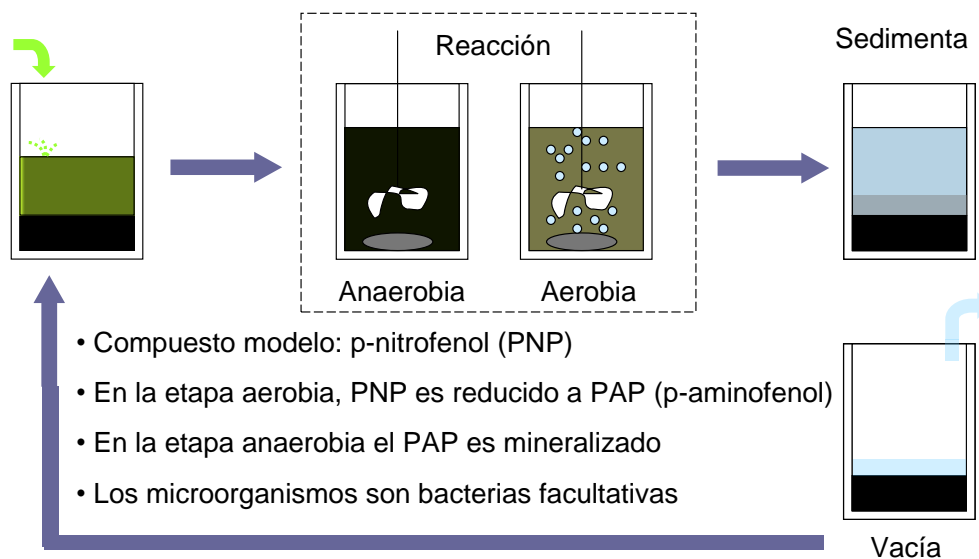 Reacción
Sedimenta
Anaerobia
Aerobia
• Compuesto modelo: p-nitrofenol (PNP)
• En la etapa aerobia, PNP es reducido a PAP (p-aminofenol)
• En la etapa anaerobia el PAP es mineralizado
• Los microorganismos son bacterias facultativas
Vacía